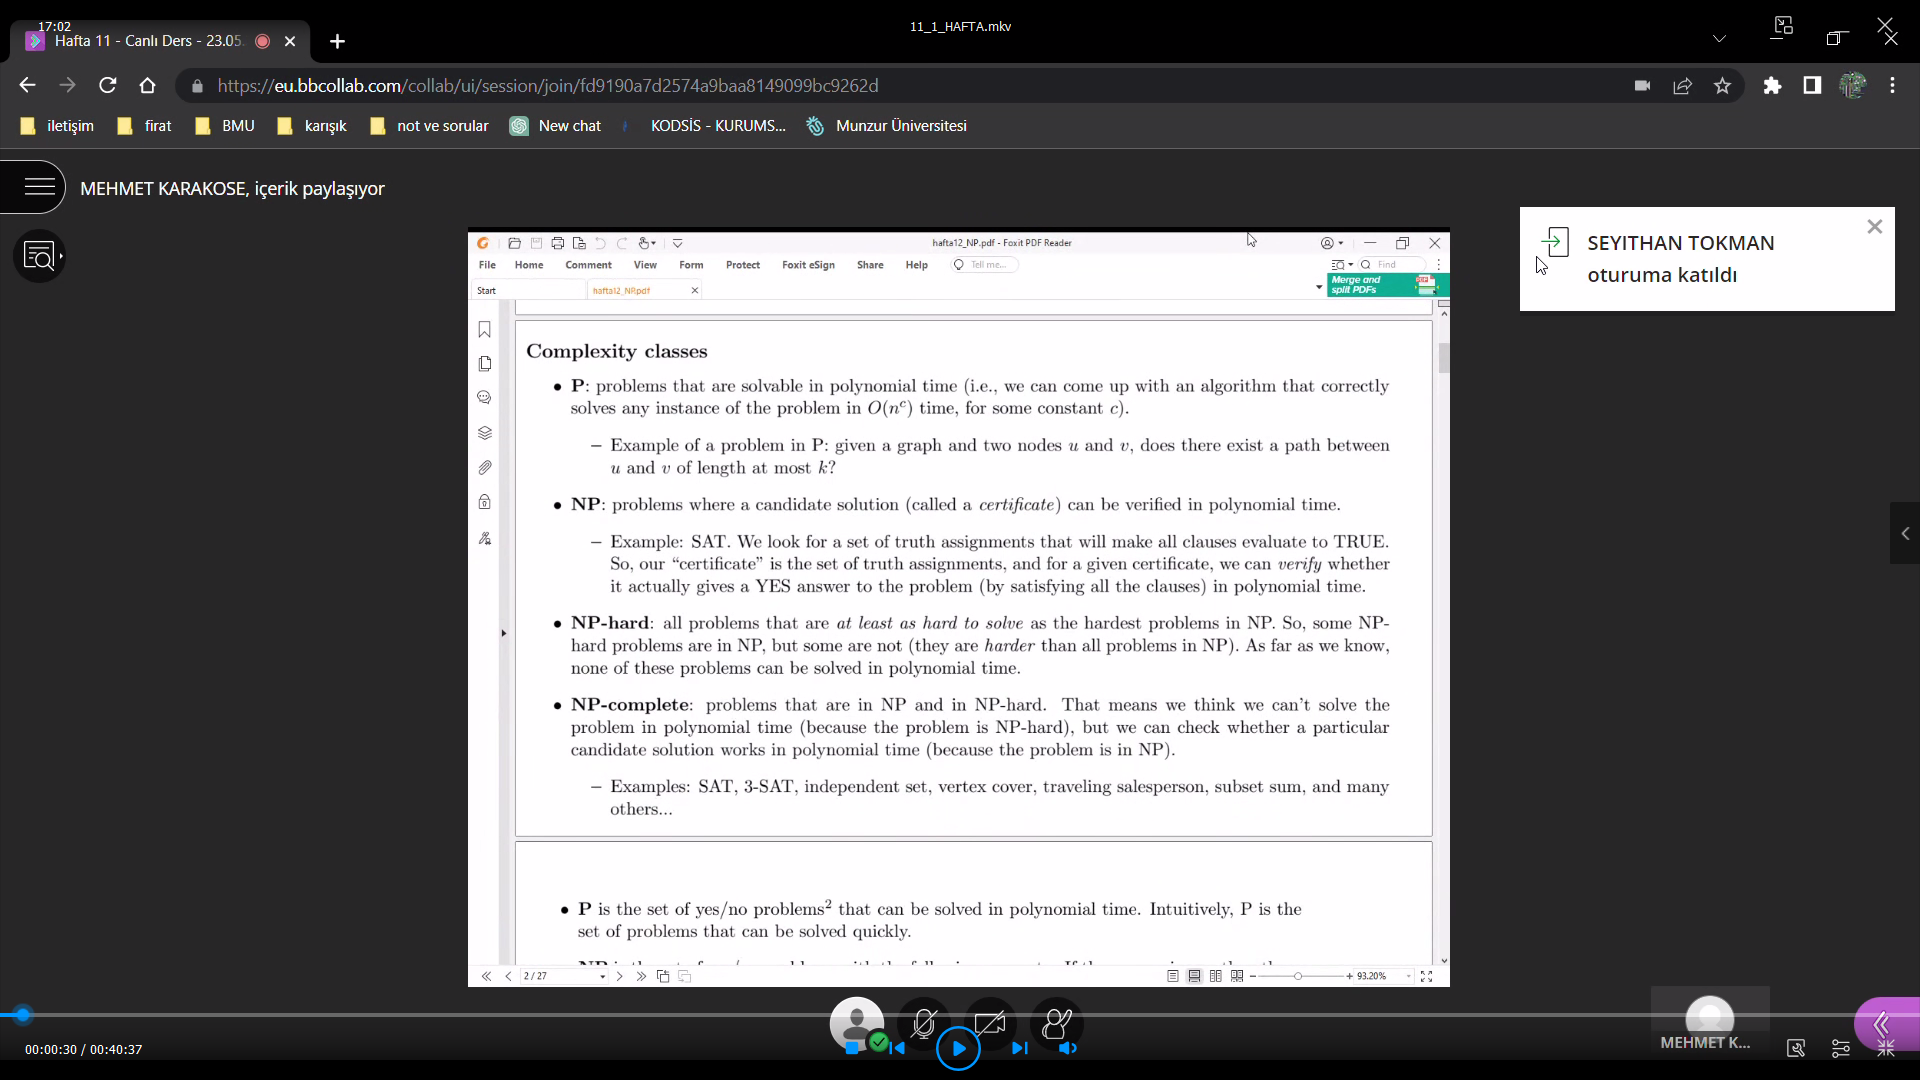 17:02
11_1_HAFTA.mkv
Hafta 11 - Canlı Ders - 23.05.
https://eu.bbcollab.com/collab/ui/session/join/fd9190a7d2574a9baa8149099bc9262d
iletişim
firat
BMU
karışık
not ve sorular
New chat
KODSİS - KURUMS...
Munzur Üniversitesi
MEHMET KARAKOSE, içerik paylaşıyor
SEYITHAN TOKMAN
oturuma katıldı
hafta12_NP.pdf - Foxit PDF Reader
File Home Comment View Form Protect Foxit eSign Share Help Tell me... Find
Start
hafta12_NP.pdf
Merge and
split PDFs
Complexity classes
• P: problems that are solvable in polynomial time (i.e., we can come up with an algorithm that correctly
solves any instance of the problem in O(n^c) time, for some constant c).
– Example of a problem in P: given a graph and two nodes u and v, does there exist a path between
u and v of length at most k?
• NP: problems where a candidate solution (called a certificate) can be verified in polynomial time.
– Example: SAT. We look for a set of truth assignments that will make all clauses evaluate to TRUE.
So, our “certificate” is the set of truth assignments, and for a given certificate, we can verify whether
it actually gives a YES answer to the problem (by satisfying all the clauses) in polynomial time.
• NP-hard: all problems that are at least as hard to solve as the hardest problems in NP. So, some NP-
hard problems are in NP, but some are not (they are harder than all problems in NP). As far as we know,
none of these problems can be solved in polynomial time.
• NP-complete: problems that are in NP and in NP-hard. That means we think we can’t solve the
problem in polynomial time (because the problem is NP-hard), but we can check whether a particular
candidate solution works in polynomial time (because the problem is in NP).
– Examples: SAT, 3-SAT, independent set, vertex cover, traveling salesperson, subset sum, and many
others...
• P is the set of yes/no problems² that can be solved in polynomial time. Intuitively, P is the
set of problems that can be solved quickly.
2 / 27
93.20%
MEHMET K...
00:00:30 / 00:40:37